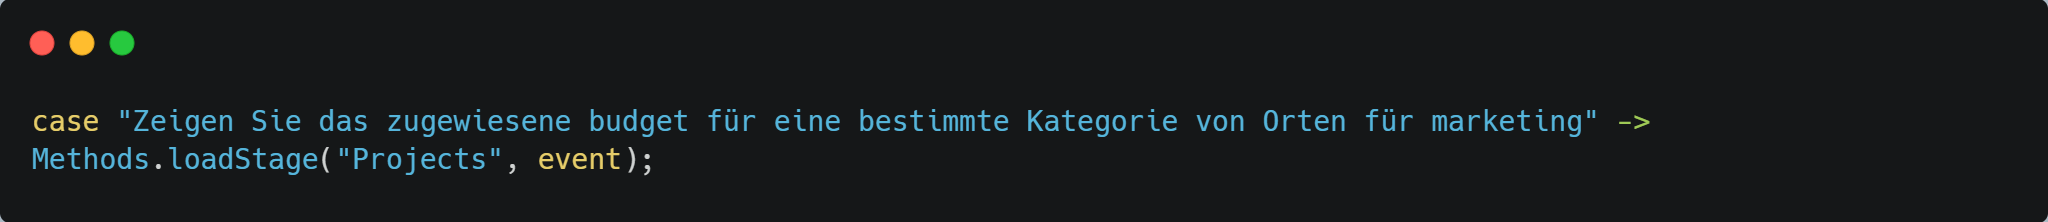 case "Zeigen Sie das zugewiesene budget für eine bestimmte Kategorie von Orten für marketing" ->
Methods.loadStage("Projects", event);